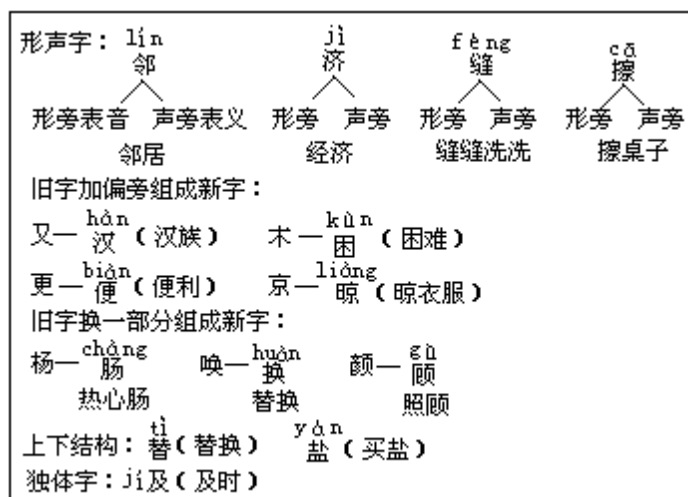 形声字： lín jì fèng cā
邻 济 缝 擦
形旁表音 声旁表义 形旁 声旁 形旁 声旁 形旁 声旁
邻居 经济 缝缝洗洗 擦桌子
旧字加偏旁组成新字：
hàn kùn
又—汉（汉族） 木—困（困难）
biàn liàng
更—便（便利） 京—晾（晾衣服）
旧字换一部分组成新字：
cháng huàn gù
杨—肠 唤—换 颜—顾
热心肠 替换 照顾
tì yán
上下结构：替（替换） 盐（买盐）
独体字：jí及（及时）